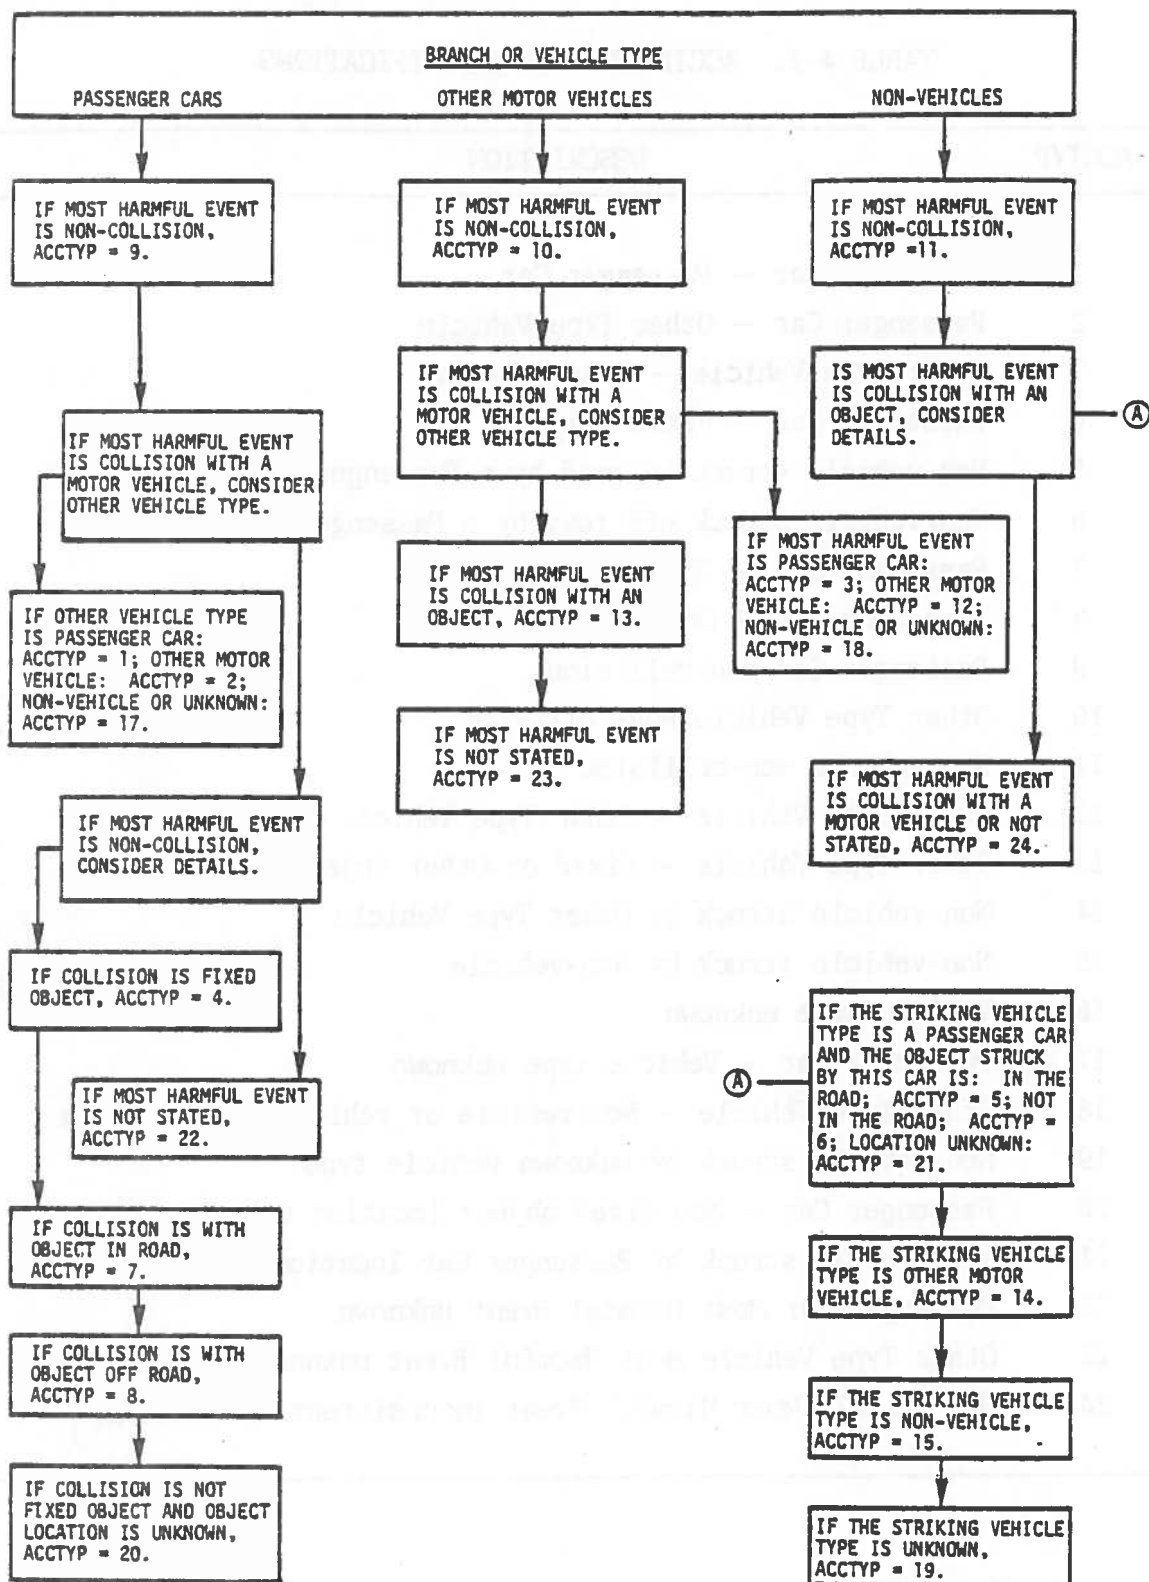 BRANCH OR VEHICLE TYPE
PASSENGER CARS
OTHER MOTOR VEHICLES
NON-VEHICLES
IF MOST HARMFUL EVENT
IS NON-COLLISION,
ACCTYP = 9.
IF MOST HARMFUL EVENT
IS COLLISION WITH A
MOTOR VEHICLE, CONSIDER
OTHER VEHICLE TYPE.
IF OTHER VEHICLE TYPE
IS PASSENGER CAR:
ACCTYP = 1; OTHER MOTOR
VEHICLE: ACCTYP = 2;
NON-VEHICLE OR UNKNOWN:
ACCTYP = 17.
IF MOST HARMFUL EVENT
IS NON-COLLISION,
CONSIDER DETAILS.
IF COLLISION IS FIXED
OBJECT, ACCTYP = 4.
IF MOST HARMFUL EVENT
IS NOT STATED,
ACCTYP = 22.
IF COLLISION IS WITH
OBJECT IN ROAD,
ACCTYP = 7.
IF COLLISION IS WITH
OBJECT OFF ROAD,
ACCTYP = 8.
IF COLLISION IS NOT
FIXED OBJECT AND OBJECT
LOCATION IS UNKNOWN,
ACCTYP = 20.
IF MOST HARMFUL EVENT
IS NON-COLLISION,
ACCTYP = 10.
IF MOST HARMFUL EVENT
IS COLLISION WITH A
MOTOR VEHICLE, CONSIDER
OTHER VEHICLE TYPE.
IF MOST HARMFUL EVENT
IS COLLISION WITH AN
OBJECT, ACCTYP = 13.
IF MOST HARMFUL EVENT
IS NOT STATED,
ACCTYP = 23.
IF MOST HARMFUL EVENT
IS PASSENGER CAR:
ACCTYP = 3; OTHER MOTOR
VEHICLE: ACCTYP = 12;
NON-VEHICLE OR UNKNOWN:
ACCTYP = 18.
IF MOST HARMFUL EVENT
IS NON-COLLISION,
ACCTYP =11.
IS MOST HARMFUL EVENT
IS COLLISION WITH AN
OBJECT, CONSIDER
DETAILS.
A
IF MOST HARMFUL EVENT
IS COLLISION WITH A
MOTOR VEHICLE OR NOT
STATED, ACCTYP = 24.
A
IF THE STRIKING VEHICLE
TYPE IS A PASSENGER CAR
AND THE OBJECT STRUCK
BY THIS CAR IS: IN THE
ROAD; ACCTYP = 5; NOT
IN THE ROAD; ACCTYP =
6; LOCATION UNKNOWN:
ACCTYP = 21.
IF THE STRIKING VEHICLE
TYPE IS OTHER MOTOR
VEHICLE, ACCTYP = 14.
IF THE STRIKING VEHICLE
TYPE IS NON-VEHICLE,
ACCTYP = 15.
IF THE STRIKING VEHICLE
TYPE IS UNKNOWN,
ACCTYP = 19.